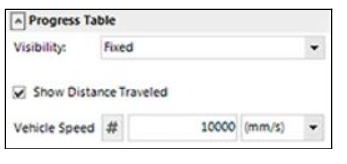 Progress Table
Visibility: Fixed
Show Distance Traveled
Vehicle Speed # 10000 (mm/s)